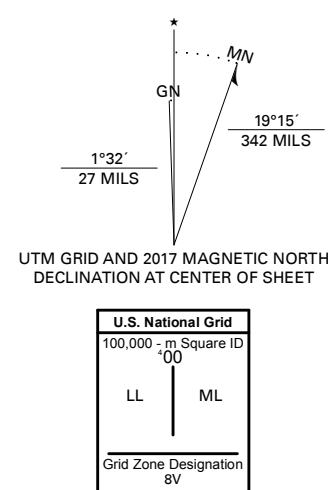 ★
MN
GN
19°15´
342 MILS
1°32´
27 MILS
UTM GRID AND 2017 MAGNETIC NORTH
DECLINATION AT CENTER OF SHEET
U.S. National Grid
100,000 - m Square ID
⁴00
LL ML
Grid Zone Designation
8V